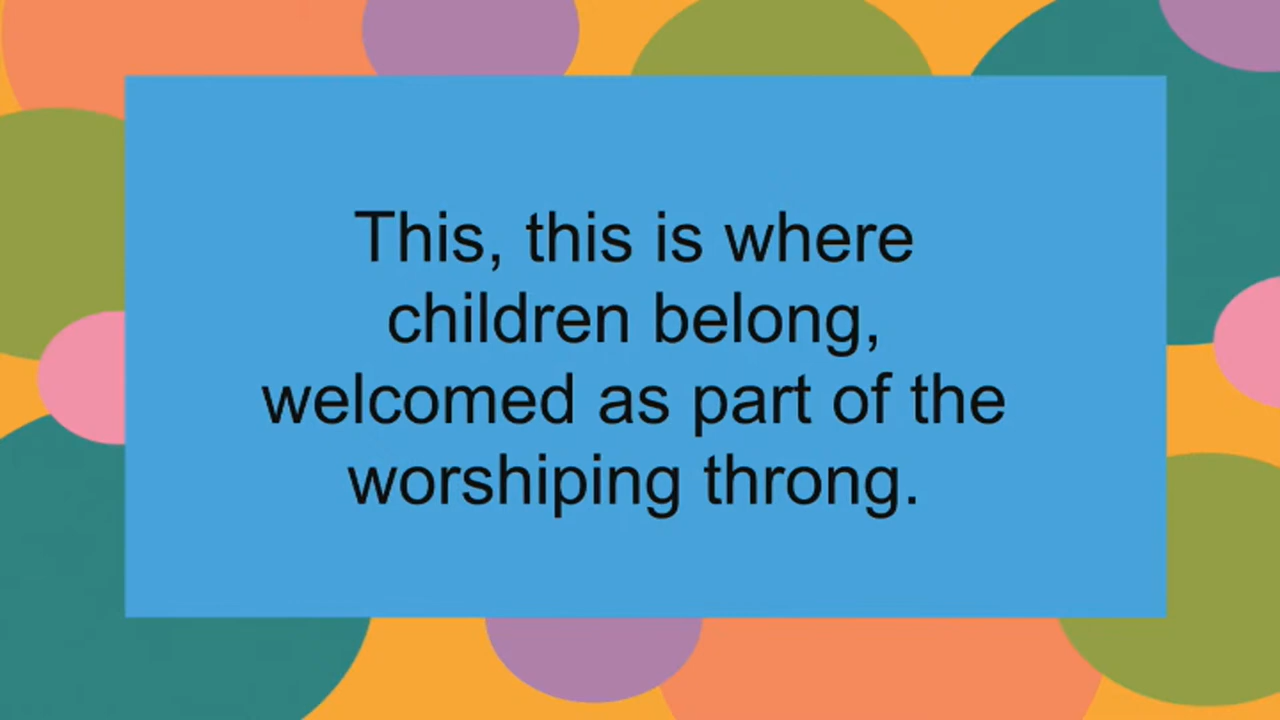 This, this is where
children belong,
welcomed as part of the
worshiping throng.